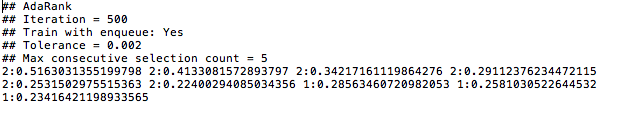 ## AdaRank
## Iteration = 500
## Train with enqueue: Yes
## Tolerance = 0.002
## Max consecutive selection count = 5
2:0.5163031355199798 2:0.4133081572893797 2:0.34217161119864276 2:0.29112376234472115
2:0.2531502975515363 2:0.22400294085034356 1:0.28563460720982053 1:0.2581030522644532
1:0.23416421198933565